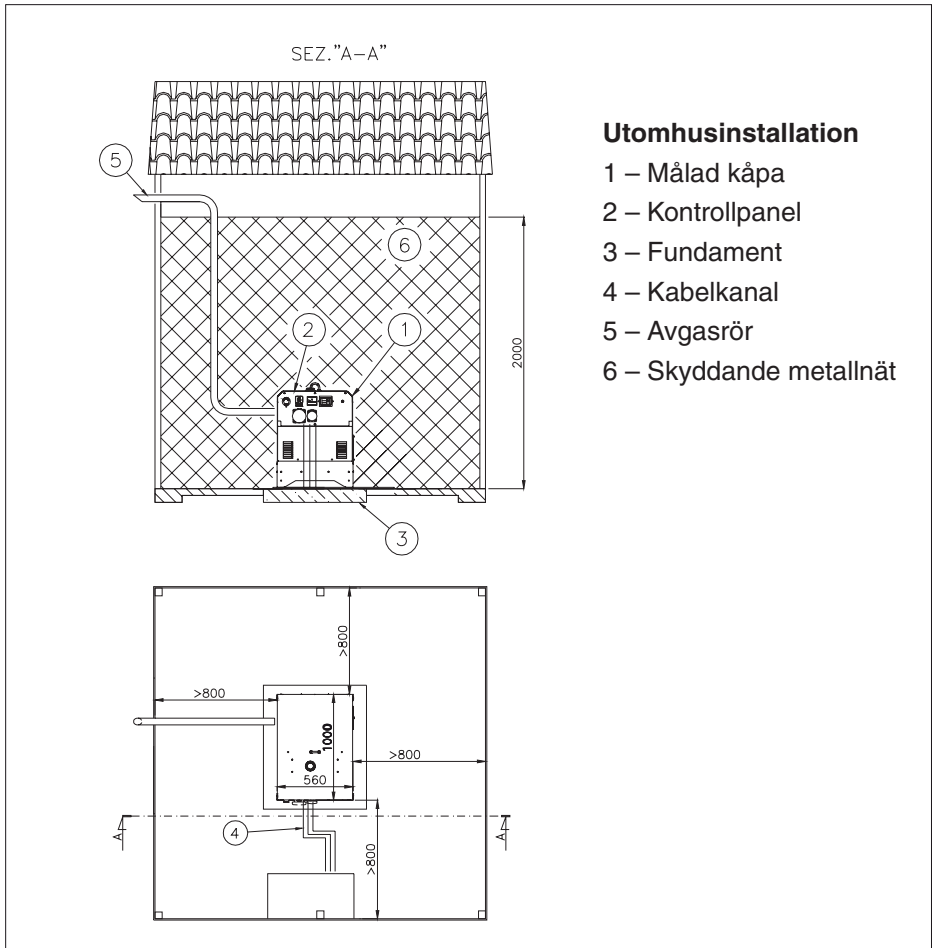 SEZ."A–A"
5
6
2
1
2000
3
Utomhusinstallation
1 – Målad kåpa
2 – Kontrollpanel
3 – Fundament
4 – Kabelkanal
5 – Avgasrör
6 – Skyddande metallnät
>800
>800
1000
>800
560
A
4
>800
A